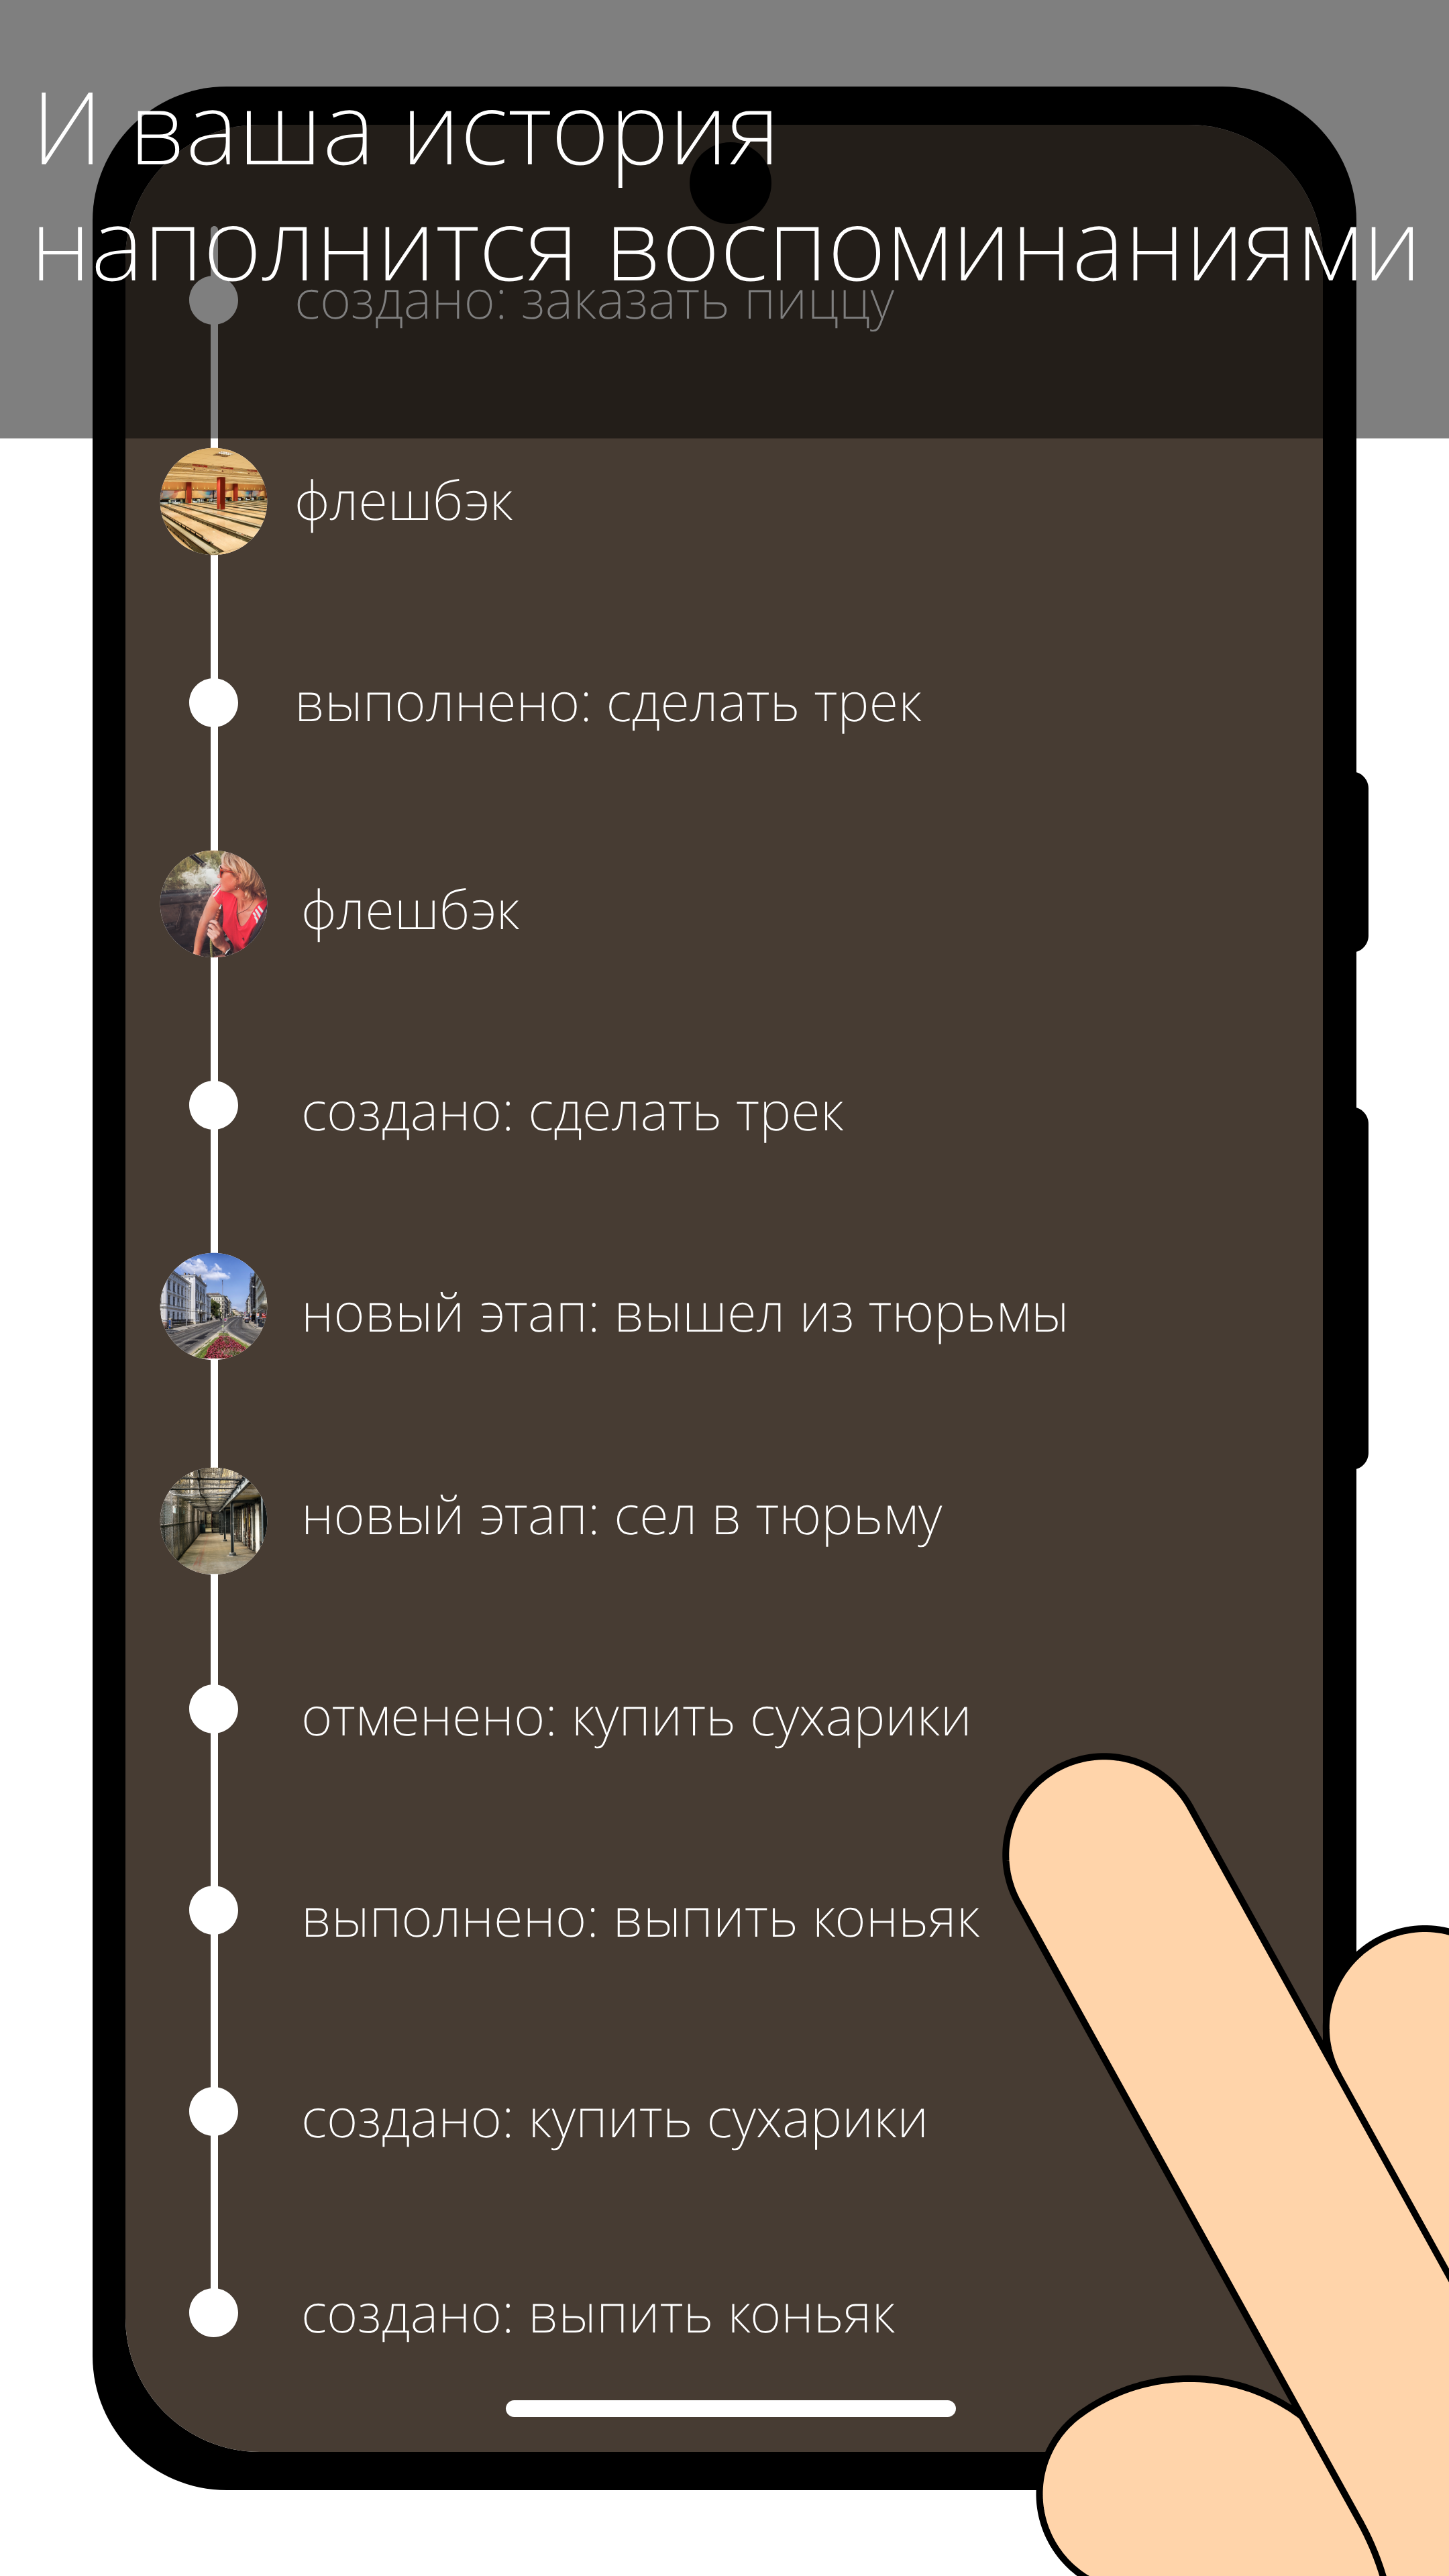 И ваша история
наполнится воспоминаниями
создано: заказать пиццу
флешбэк
выполнено: сделать трек
флешбэк
создано: сделать трек
новый этап: вышел из тюрьмы
новый этап: сел в тюрьму
отменено: купить сухарики
выполнено: выпить коньяк
создано: купить сухарики
создано: выпить коньяк